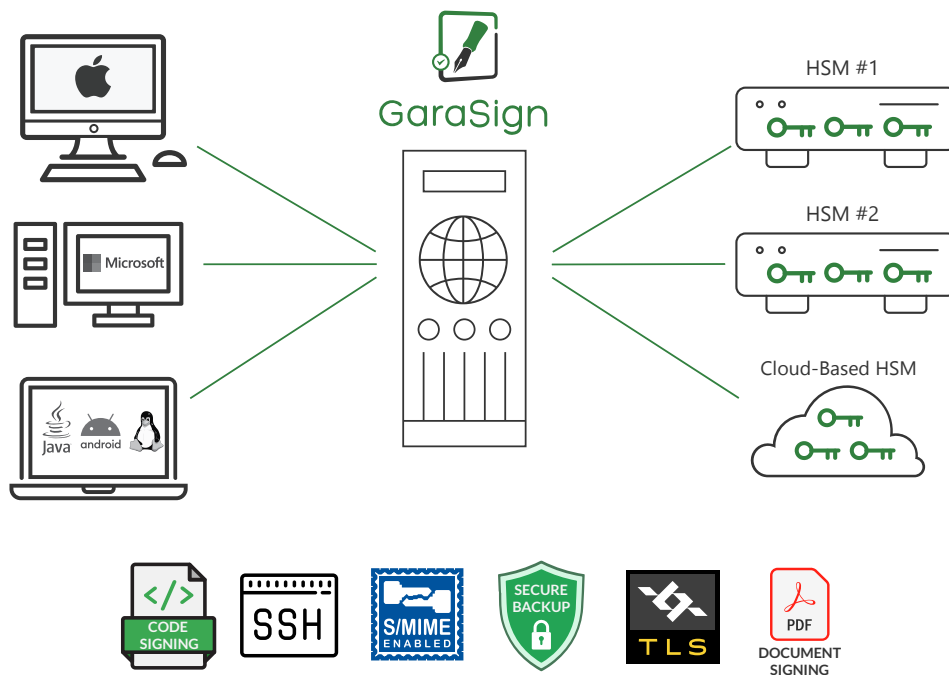 GaraSign
HSM #1
HSM #2
Microsoft
Cloud-Based HSM
Java
android
</>
CODE
SIGNING
SSH
S/MIME
ENABLED
SECURE
BACKUP
TLS
PDF
DOCUMENT
SIGNING